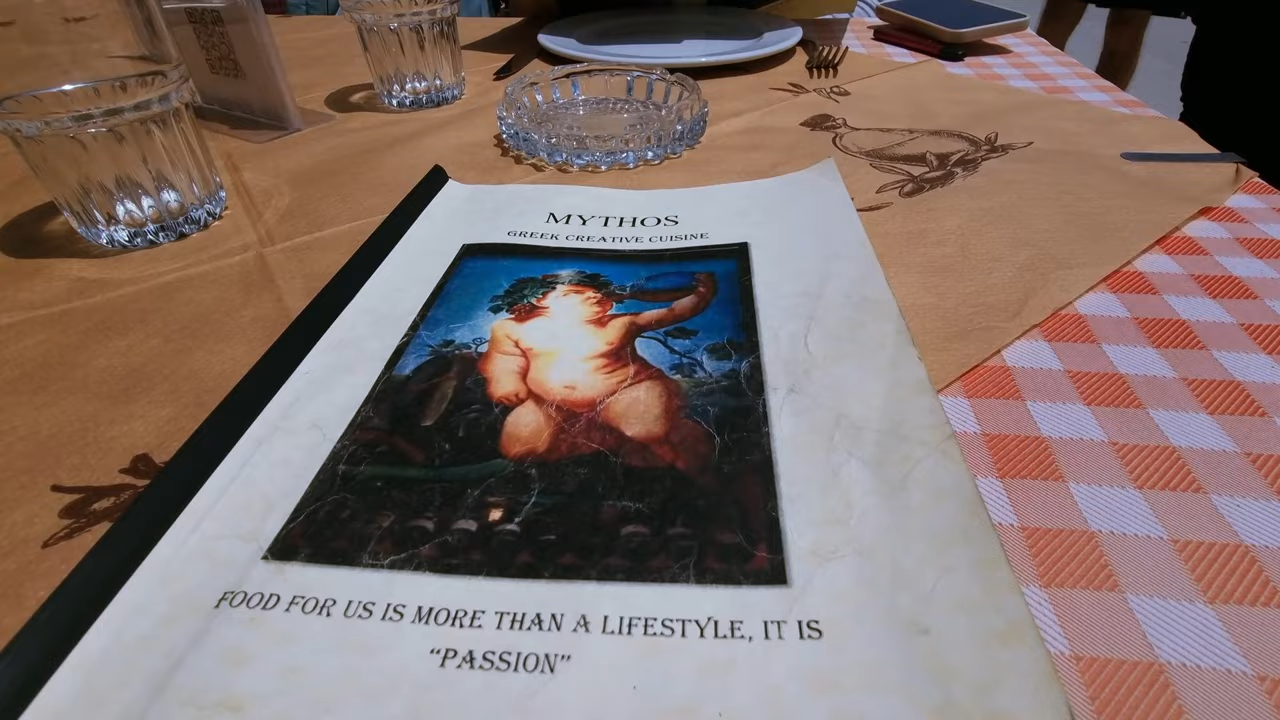 MYTHOS
GREEK CREATIVE CUISINE
FOOD FOR US IS MORE THAN A LIFESTYLE, IT IS
“PASSION”